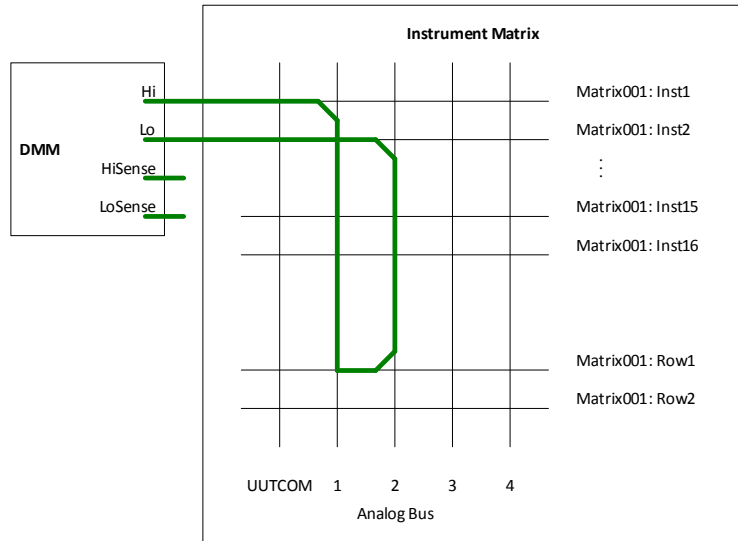 Instrument Matrix
Hi
Matrix001: Inst1
Lo
Matrix001: Inst2
DMM
HiSense
⋮
LoSense
Matrix001: Inst15
Matrix001: Inst16
Matrix001: Row1
Matrix001: Row2
UUTCOM 1 2 3 4
Analog Bus